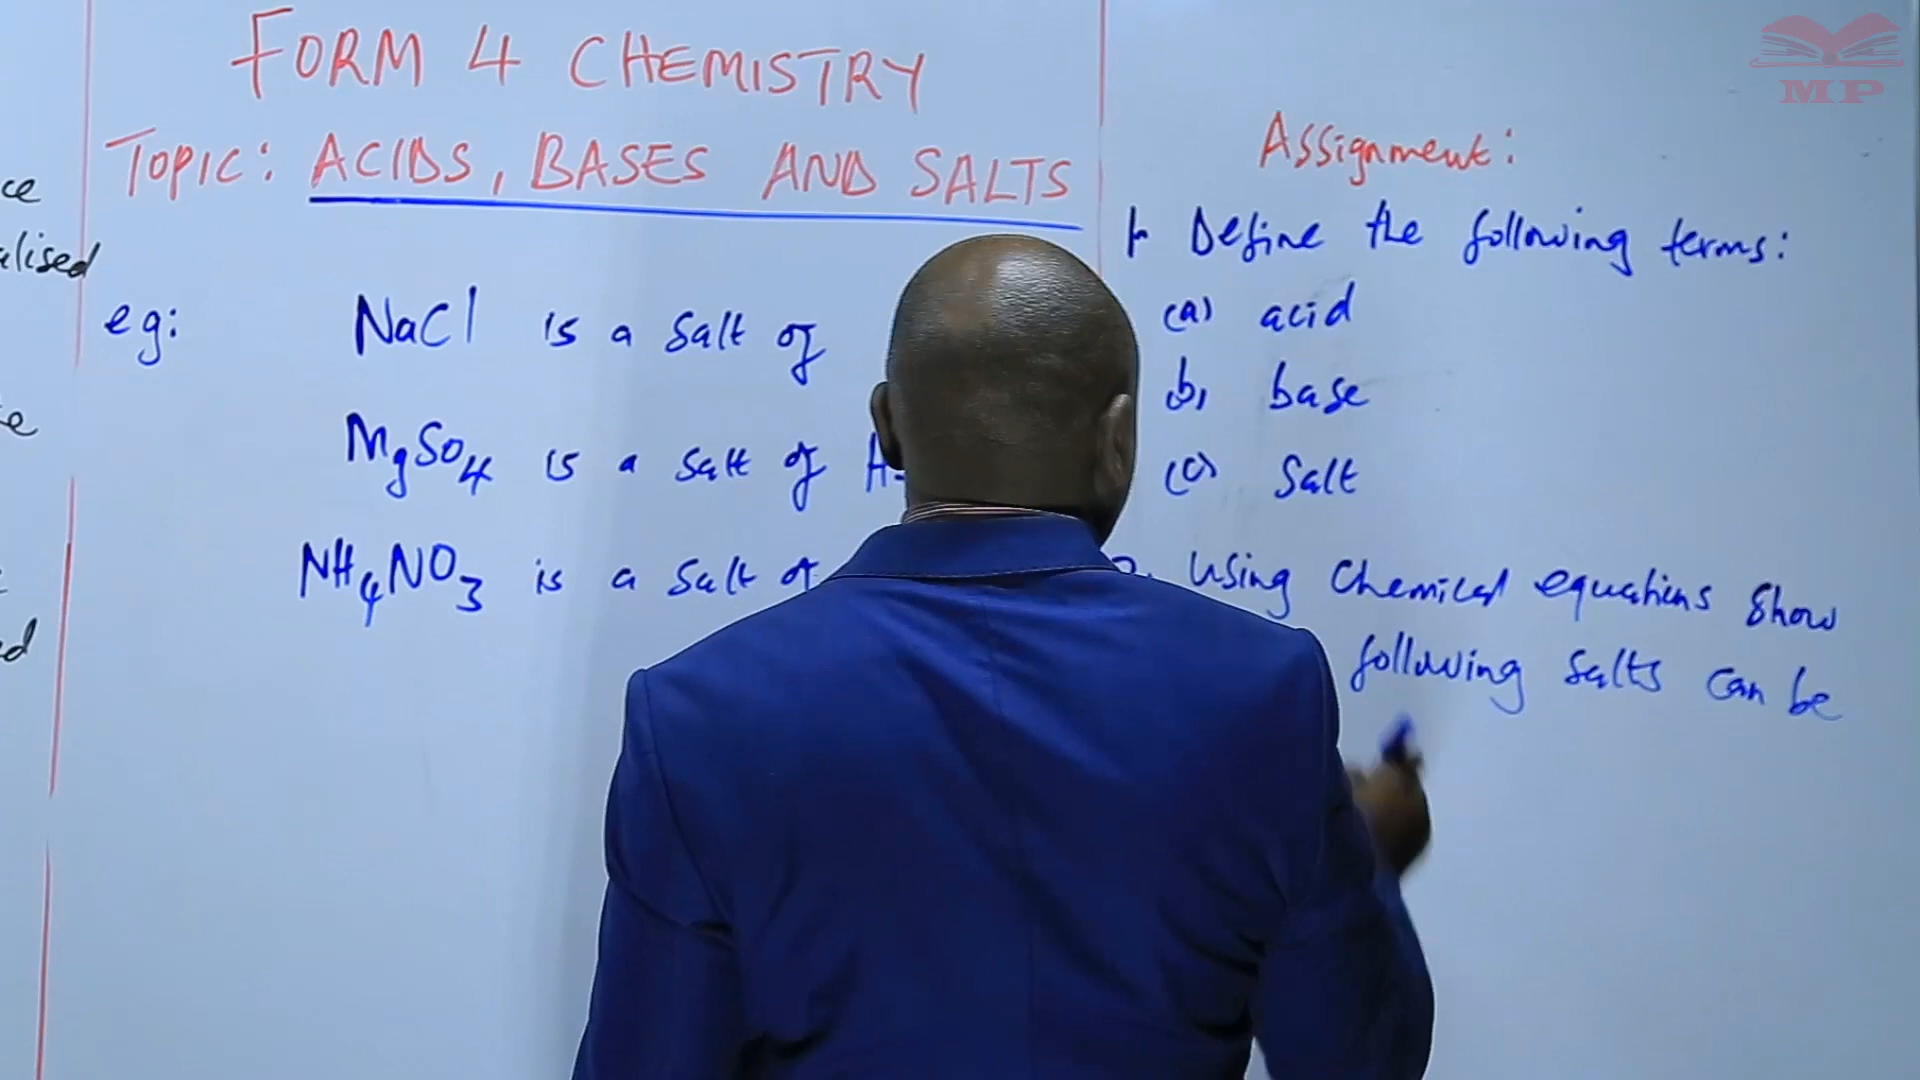 FORM 4 CHEMISTRY
TOPIC: ACIDS, BASES AND SALTS
ce
alised
e
d
eg: NaCl is a salt of
MgSO4 is a salt of H
NH4NO3 is a salt of
Assignment:
1. Define the following terms:
(a) acid
b) base
(c) Salt
2. Using chemical equations show
following salts can be
MP